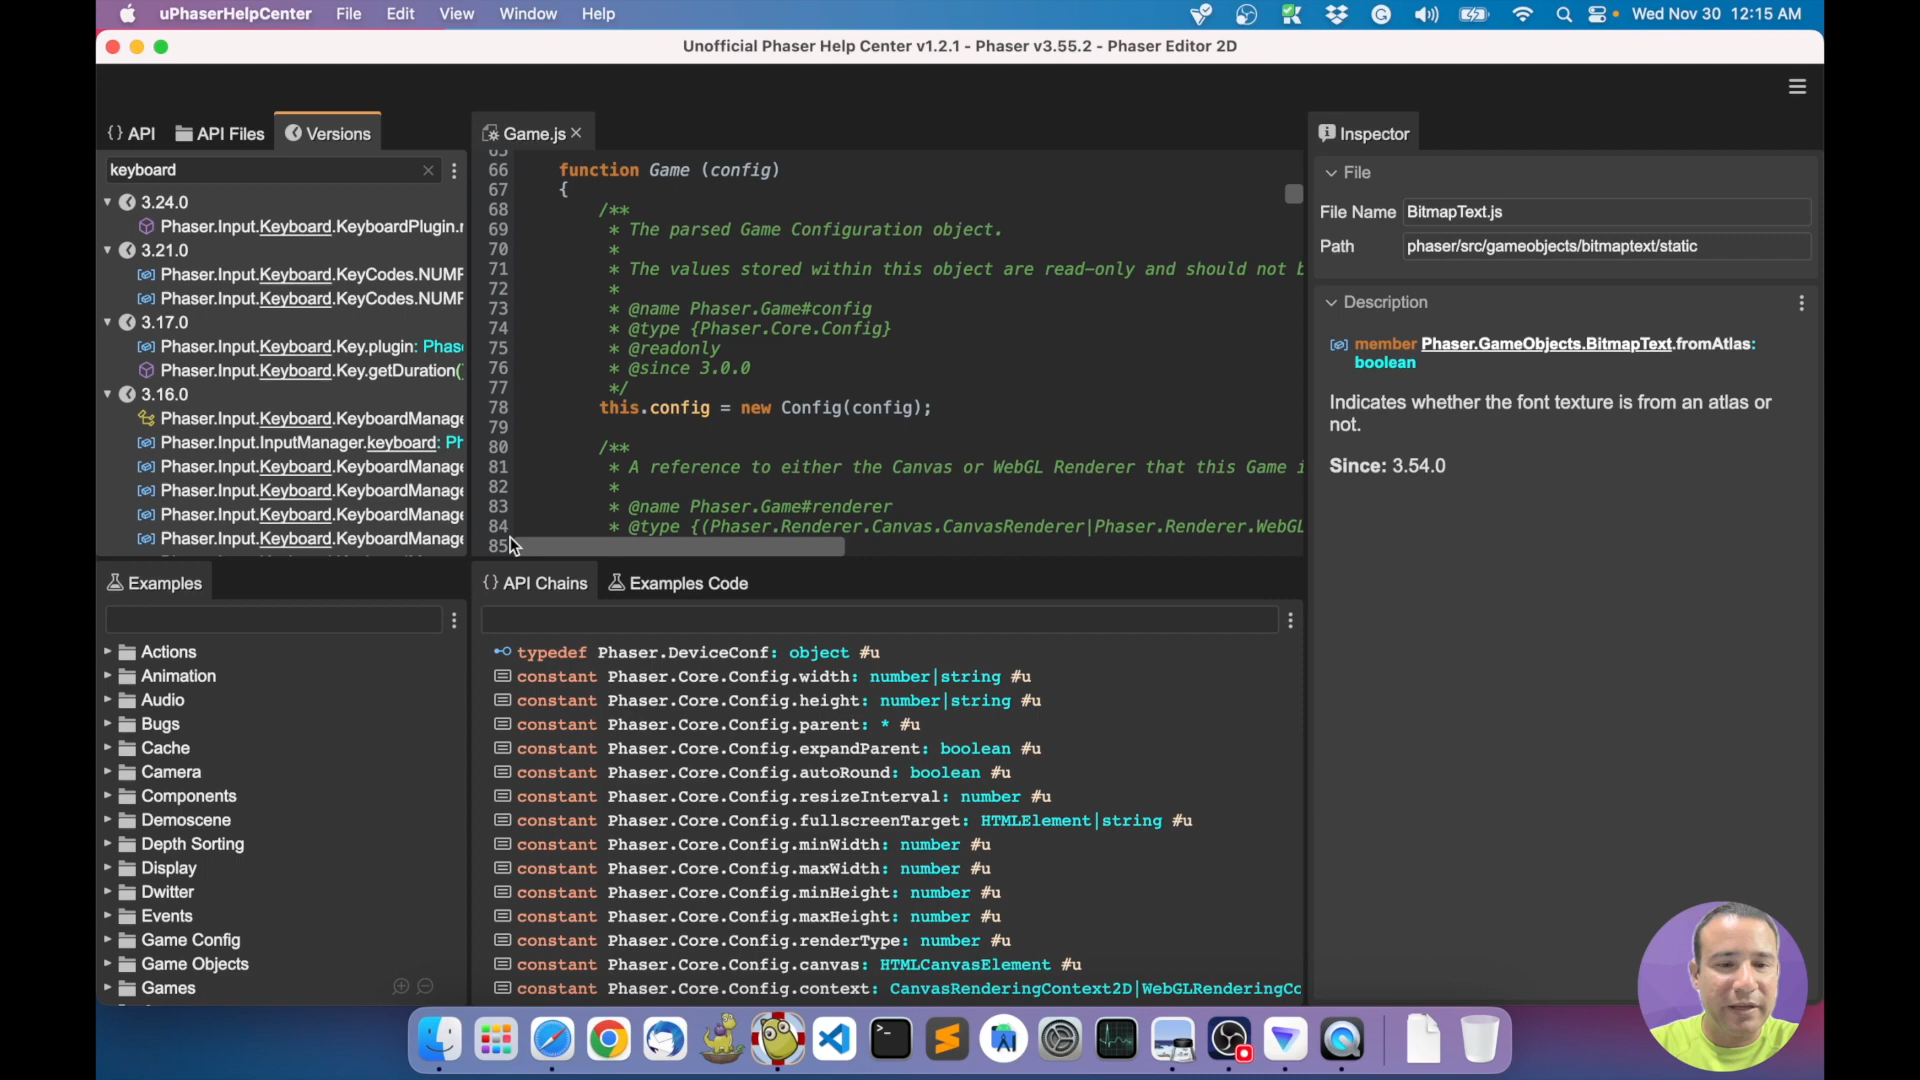 uPhaserHelpCenter File Edit View Window Help Wed Nov 30 12:15 AM
Unofficial Phaser Help Center v1.2.1 - Phaser v3.55.2 - Phaser Editor 2D
{} API API Files Versions
keyboard
3.24.0
Phaser.Input.Keyboard.KeyboardPlugin.r
3.21.0
Phaser.Input.Keyboard.KeyCodes.NUMF
Phaser.Input.Keyboard.KeyCodes.NUMF
3.17.0
Phaser.Input.Keyboard.Key.plugin: Phase
Phaser.Input.Keyboard.Key.getDuration(
3.16.0
Phaser.Input.Keyboard.KeyboardManage
Phaser.Input.InputManager.keyboard: Ph
Phaser.Input.Keyboard.KeyboardManage
Phaser.Input.Keyboard.KeyboardManage
Phaser.Input.Keyboard.KeyboardManage
Phaser.Input.Keyboard.KeyboardManage
Game.js
65
66 function Game (config)
67 {
68 /**
69 * The parsed Game Configuration object.
70 *
71 * The values stored within this object are read-only and should not b
72 *
73 * @name Phaser.Game#config
74 * @type {Phaser.Core.Config}
75 * @readonly
76 * @since 3.0.0
77 */
78 this.config = new Config(config);
79
80 /**
81 * A reference to either the Canvas or WebGL Renderer that this Game i
82 *
83 * @name Phaser.Game#renderer
84 * @type {(Phaser.Renderer.Canvas.CanvasRenderer|Phaser.Renderer.WebGL
85
Inspector
File
File Name BitmapText.js
Path phaser/src/gameobjects/bitmaptext/static
Description
member Phaser.GameObjects.BitmapText.fromAtlas:
boolean
Indicates whether the font texture is from an atlas or
not.
Since: 3.54.0
Examples
Actions
Animation
Audio
Bugs
Cache
Camera
Components
Demoscene
Depth Sorting
Display
Dwitter
Events
Game Config
Game Objects
Games
{} API Chains Examples Code
typedef Phaser.DeviceConf: object #u
constant Phaser.Core.Config.width: number|string #u
constant Phaser.Core.Config.height: number|string #u
constant Phaser.Core.Config.parent: * #u
constant Phaser.Core.Config.expandParent: boolean #u
constant Phaser.Core.Config.autoRound: boolean #u
constant Phaser.Core.Config.resizeInterval: number #u
constant Phaser.Core.Config.fullscreenTarget: HTMLElement|string #u
constant Phaser.Core.Config.minWidth: number #u
constant Phaser.Core.Config.maxWidth: number #u
constant Phaser.Core.Config.minHeight: number #u
constant Phaser.Core.Config.maxHeight: number #u
constant Phaser.Core.Config.renderType: number #u
constant Phaser.Core.Config.canvas: HTMLCanvasElement #u
constant Phaser.Core.Config.context: CanvasRenderingContext2D|WebGLRenderingCo